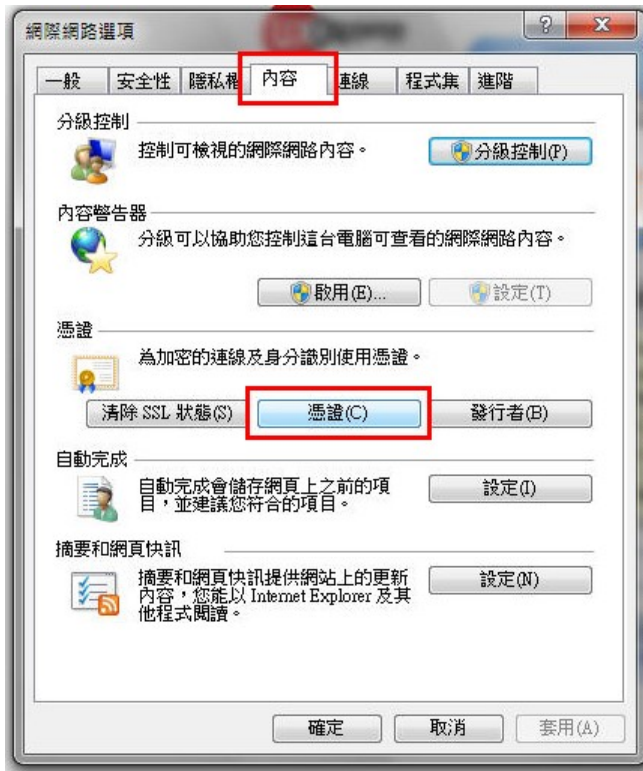 網際網路選項
一般 安全性 隱私權 內容 連線 程式集 進階
分級控制
控制可檢視的網際網路內容。
分級控制(P)
內容警告器
分級可以協助您控制這台電腦可查看的網際網路內容。
啟用(E)... 設定(T)
憑證
為加密的連線及身分識別使用憑證。
清除 SSL 狀態(S) 憑證(C) 發行者(B)
自動完成
自動完成會儲存網頁上之前的項
目，並建議您符合的項目。
設定(I)
摘要和網頁快訊
摘要和網頁快訊提供網站上的更新
內容，您能以 Internet Explorer 及其
他程式閱讀。
設定(N)
確定 取消 套用(A)